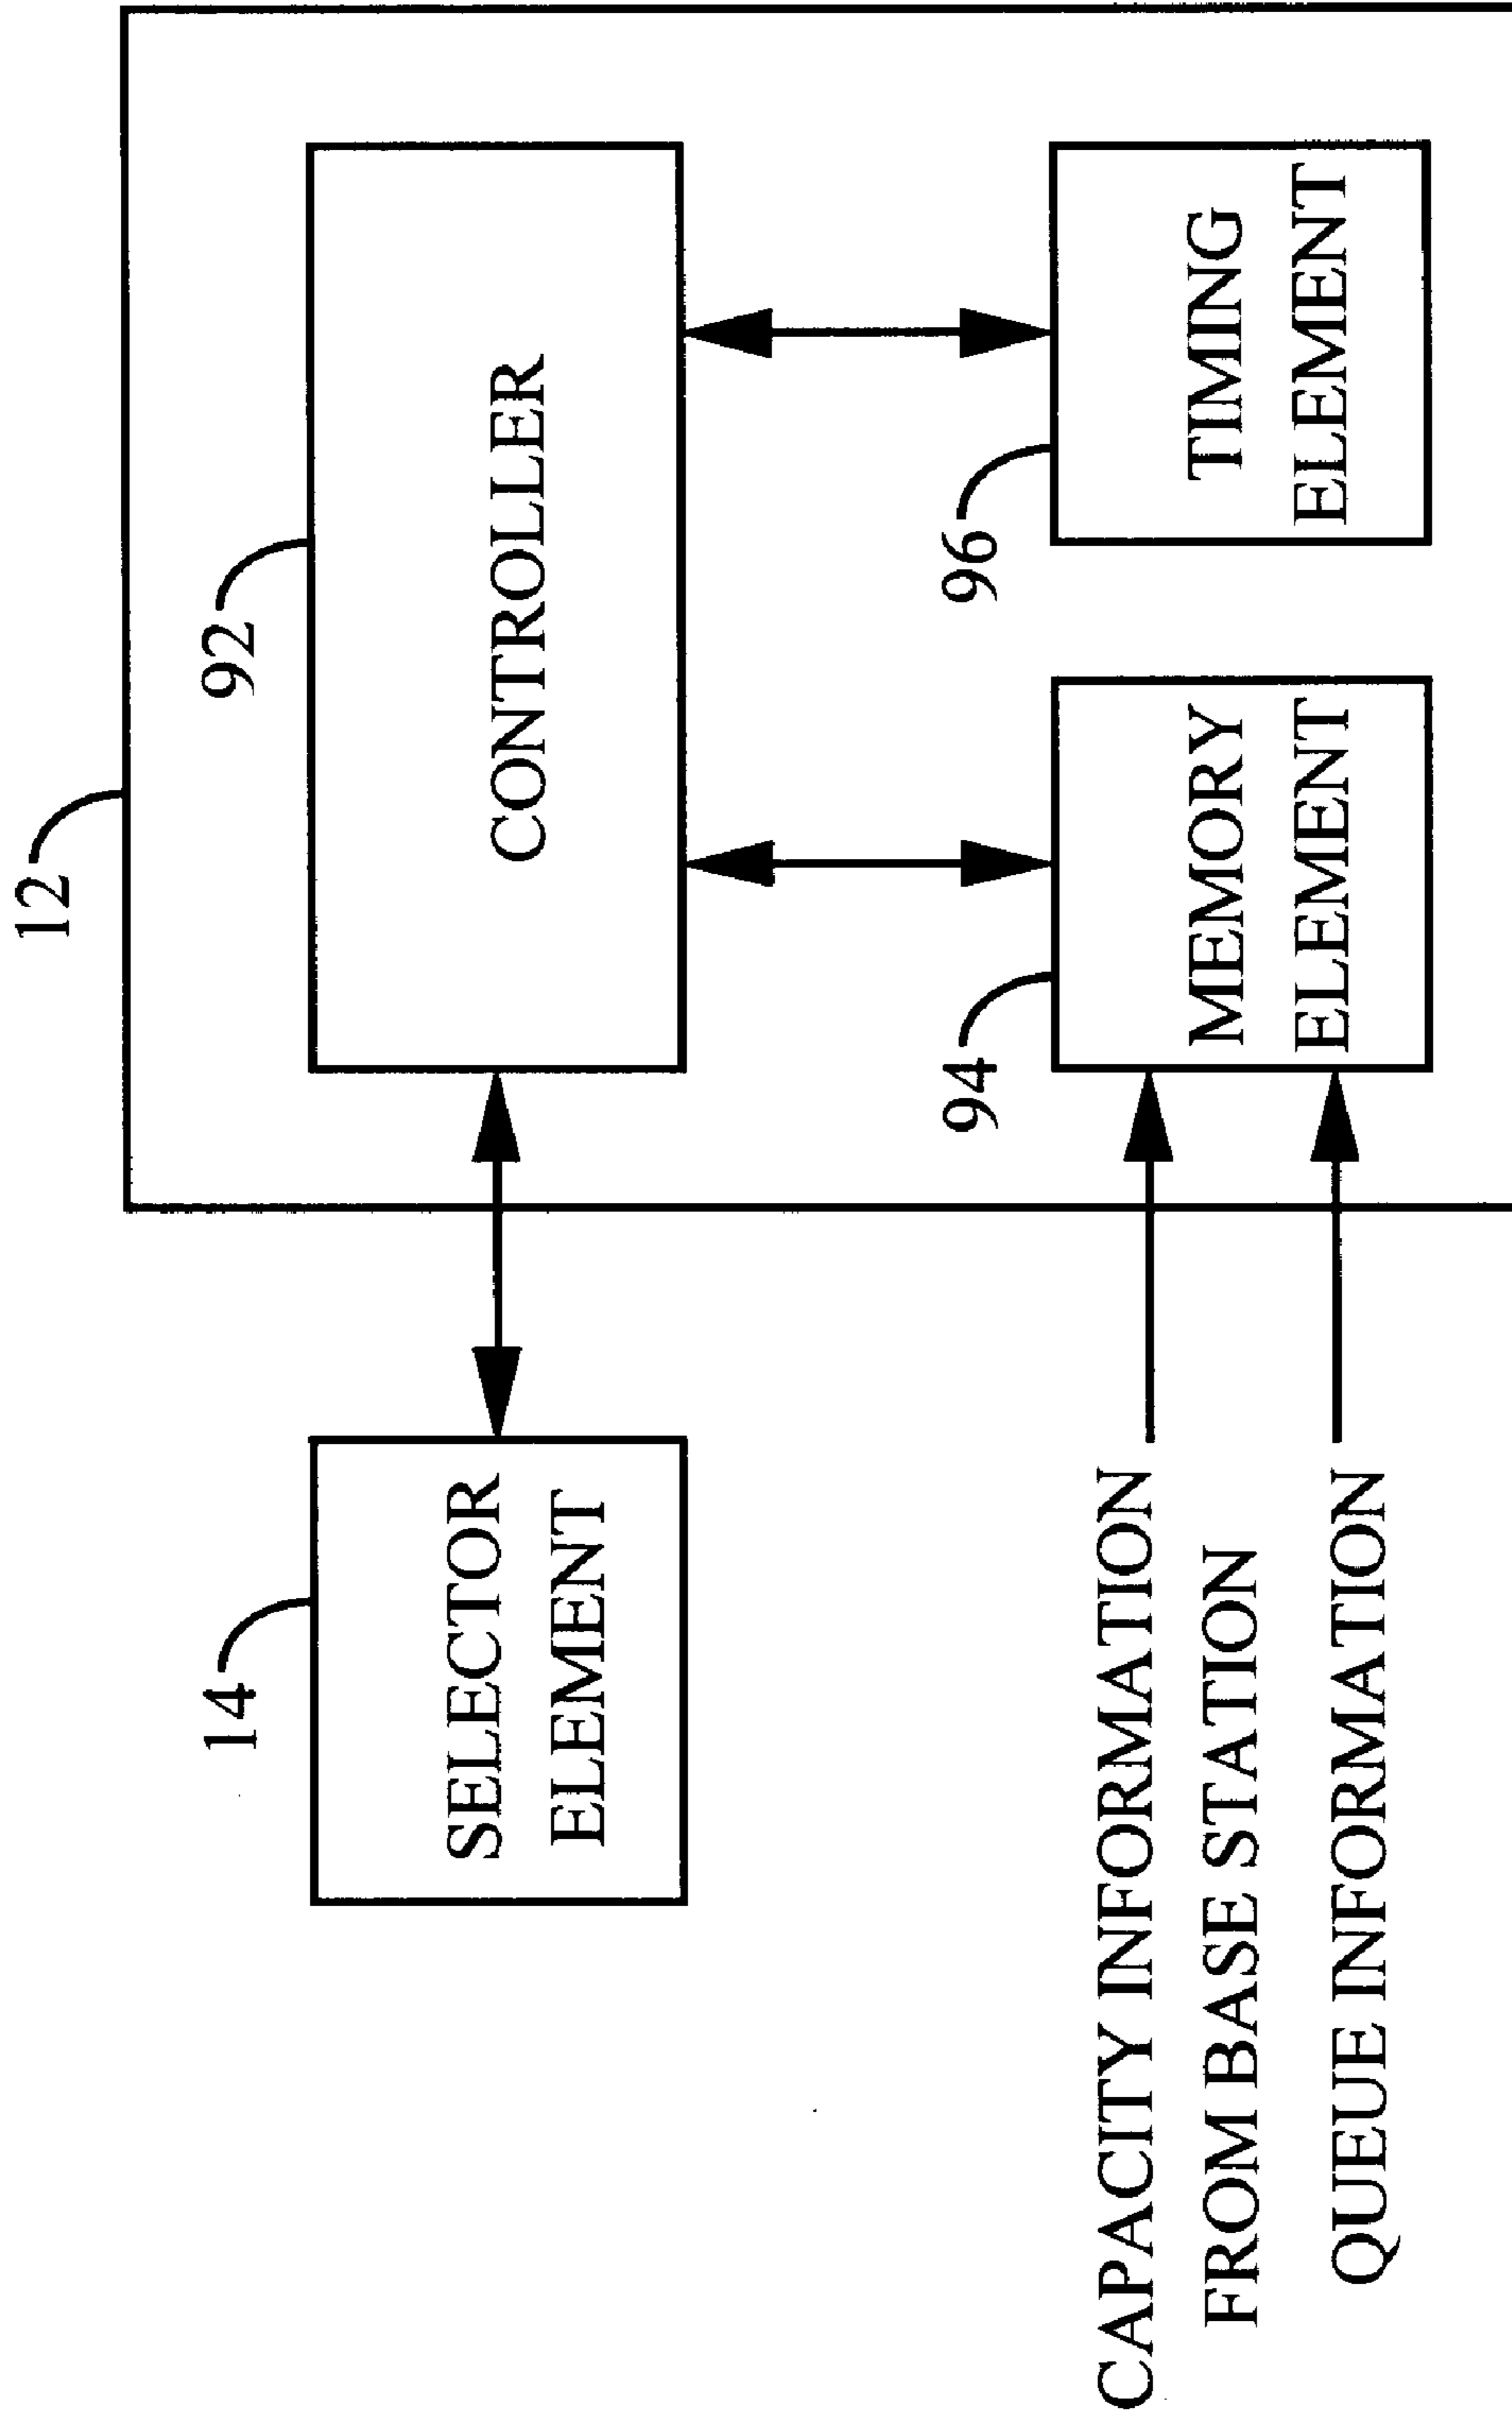 12
92
CONTROLLER
14
SELECTOR
ELEMENT
94
MEMORY
ELEMENT
96
TIMING
ELEMENT
CAPACITY INFORMATION
FROM BASE STATION
QUEUE INFORMATION